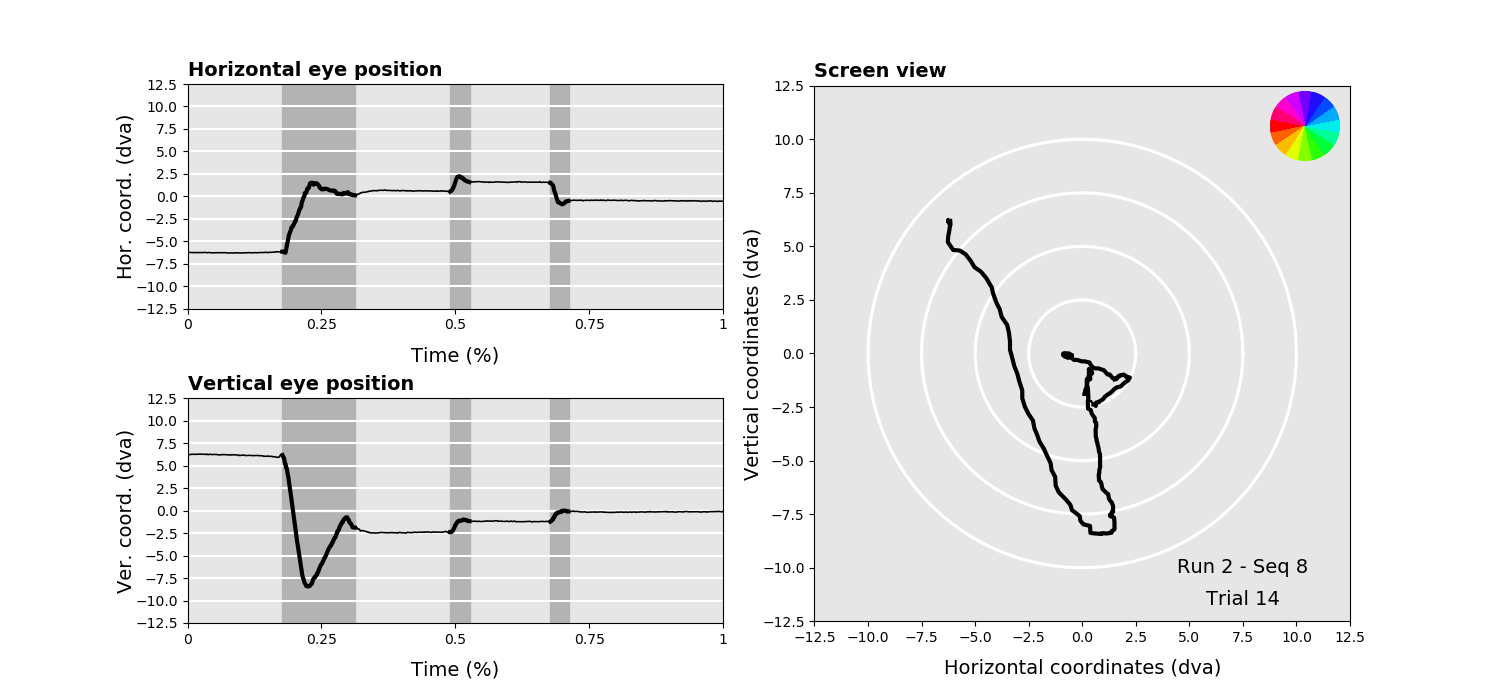 Horizontal eye position
12.5
10.0
7.5
5.0
2.5
0.0
−2.5
−5.0
−7.5
−10.0
−12.5
Hor. coord. (dva)
0 0.25 0.5 0.75 1
Time (%)
Vertical eye position
12.5
10.0
7.5
5.0
2.5
0.0
−2.5
−5.0
−7.5
−10.0
−12.5
Ver. coord. (dva)
0 0.25 0.5 0.75 1
Time (%)
Screen view
12.5
10.0
7.5
5.0
2.5
0.0
−2.5
−5.0
−7.5
−10.0
−12.5
Vertical coordinates (dva)
Run 2 - Seq 8
Trial 14
−12.5 −10.0 −7.5 −5.0 −2.5 0.0 2.5 5.0 7.5 10.0 12.5
Horizontal coordinates (dva)